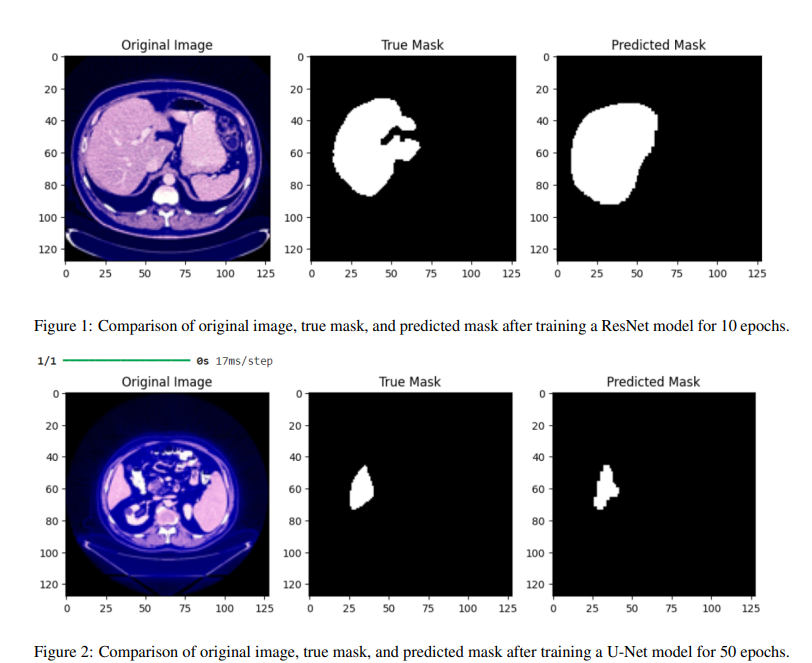 Original Image
True Mask
Predicted Mask
0
20
40
60
80
100
120
0 25 50 75 100 125
0
20
40
60
80
100
120
0 25 50 75 100 125
0
20
40
60
80
100
120
0 25 50 75 100 125
Figure 1: Comparison of original image, true mask, and predicted mask after training a ResNet model for 10 epochs.
1/1 0s 17ms/step
Original Image
True Mask
Predicted Mask
0
20
40
60
80
100
120
0 25 50 75 100 125
0
20
40
60
80
100
120
0 25 50 75 100 125
0
20
40
60
80
100
120
0 25 50 75 100 125
Figure 2: Comparison of original image, true mask, and predicted mask after training a U-Net model for 50 epochs.